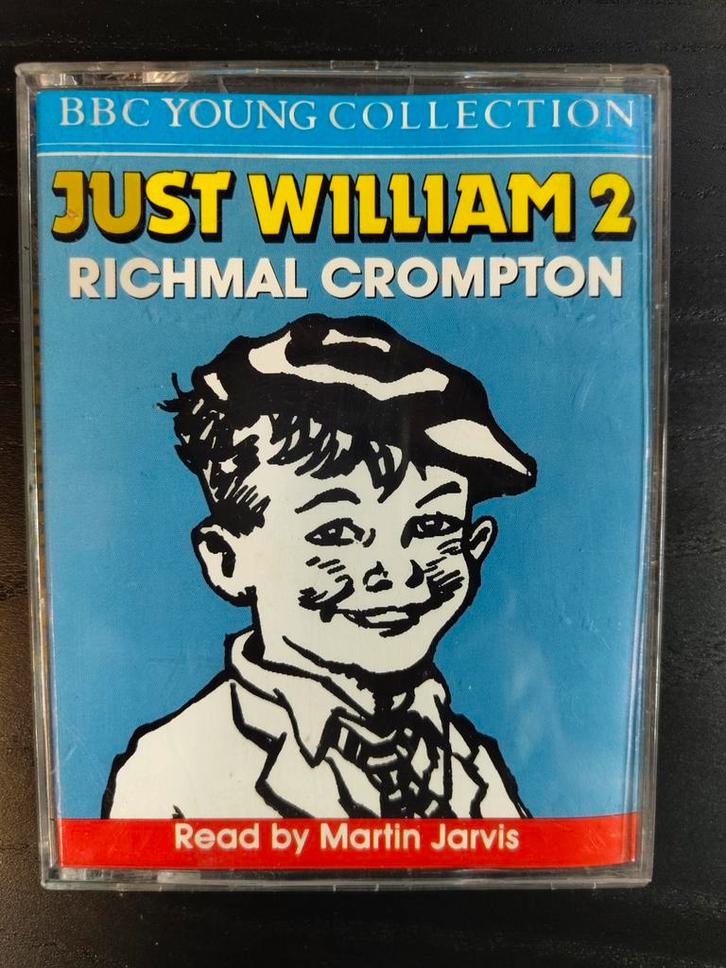 BBC YOUNG COLLECTION
JUST WILLIAM 2
RICHMAL CROMPTON
Read by Martin Jarvis